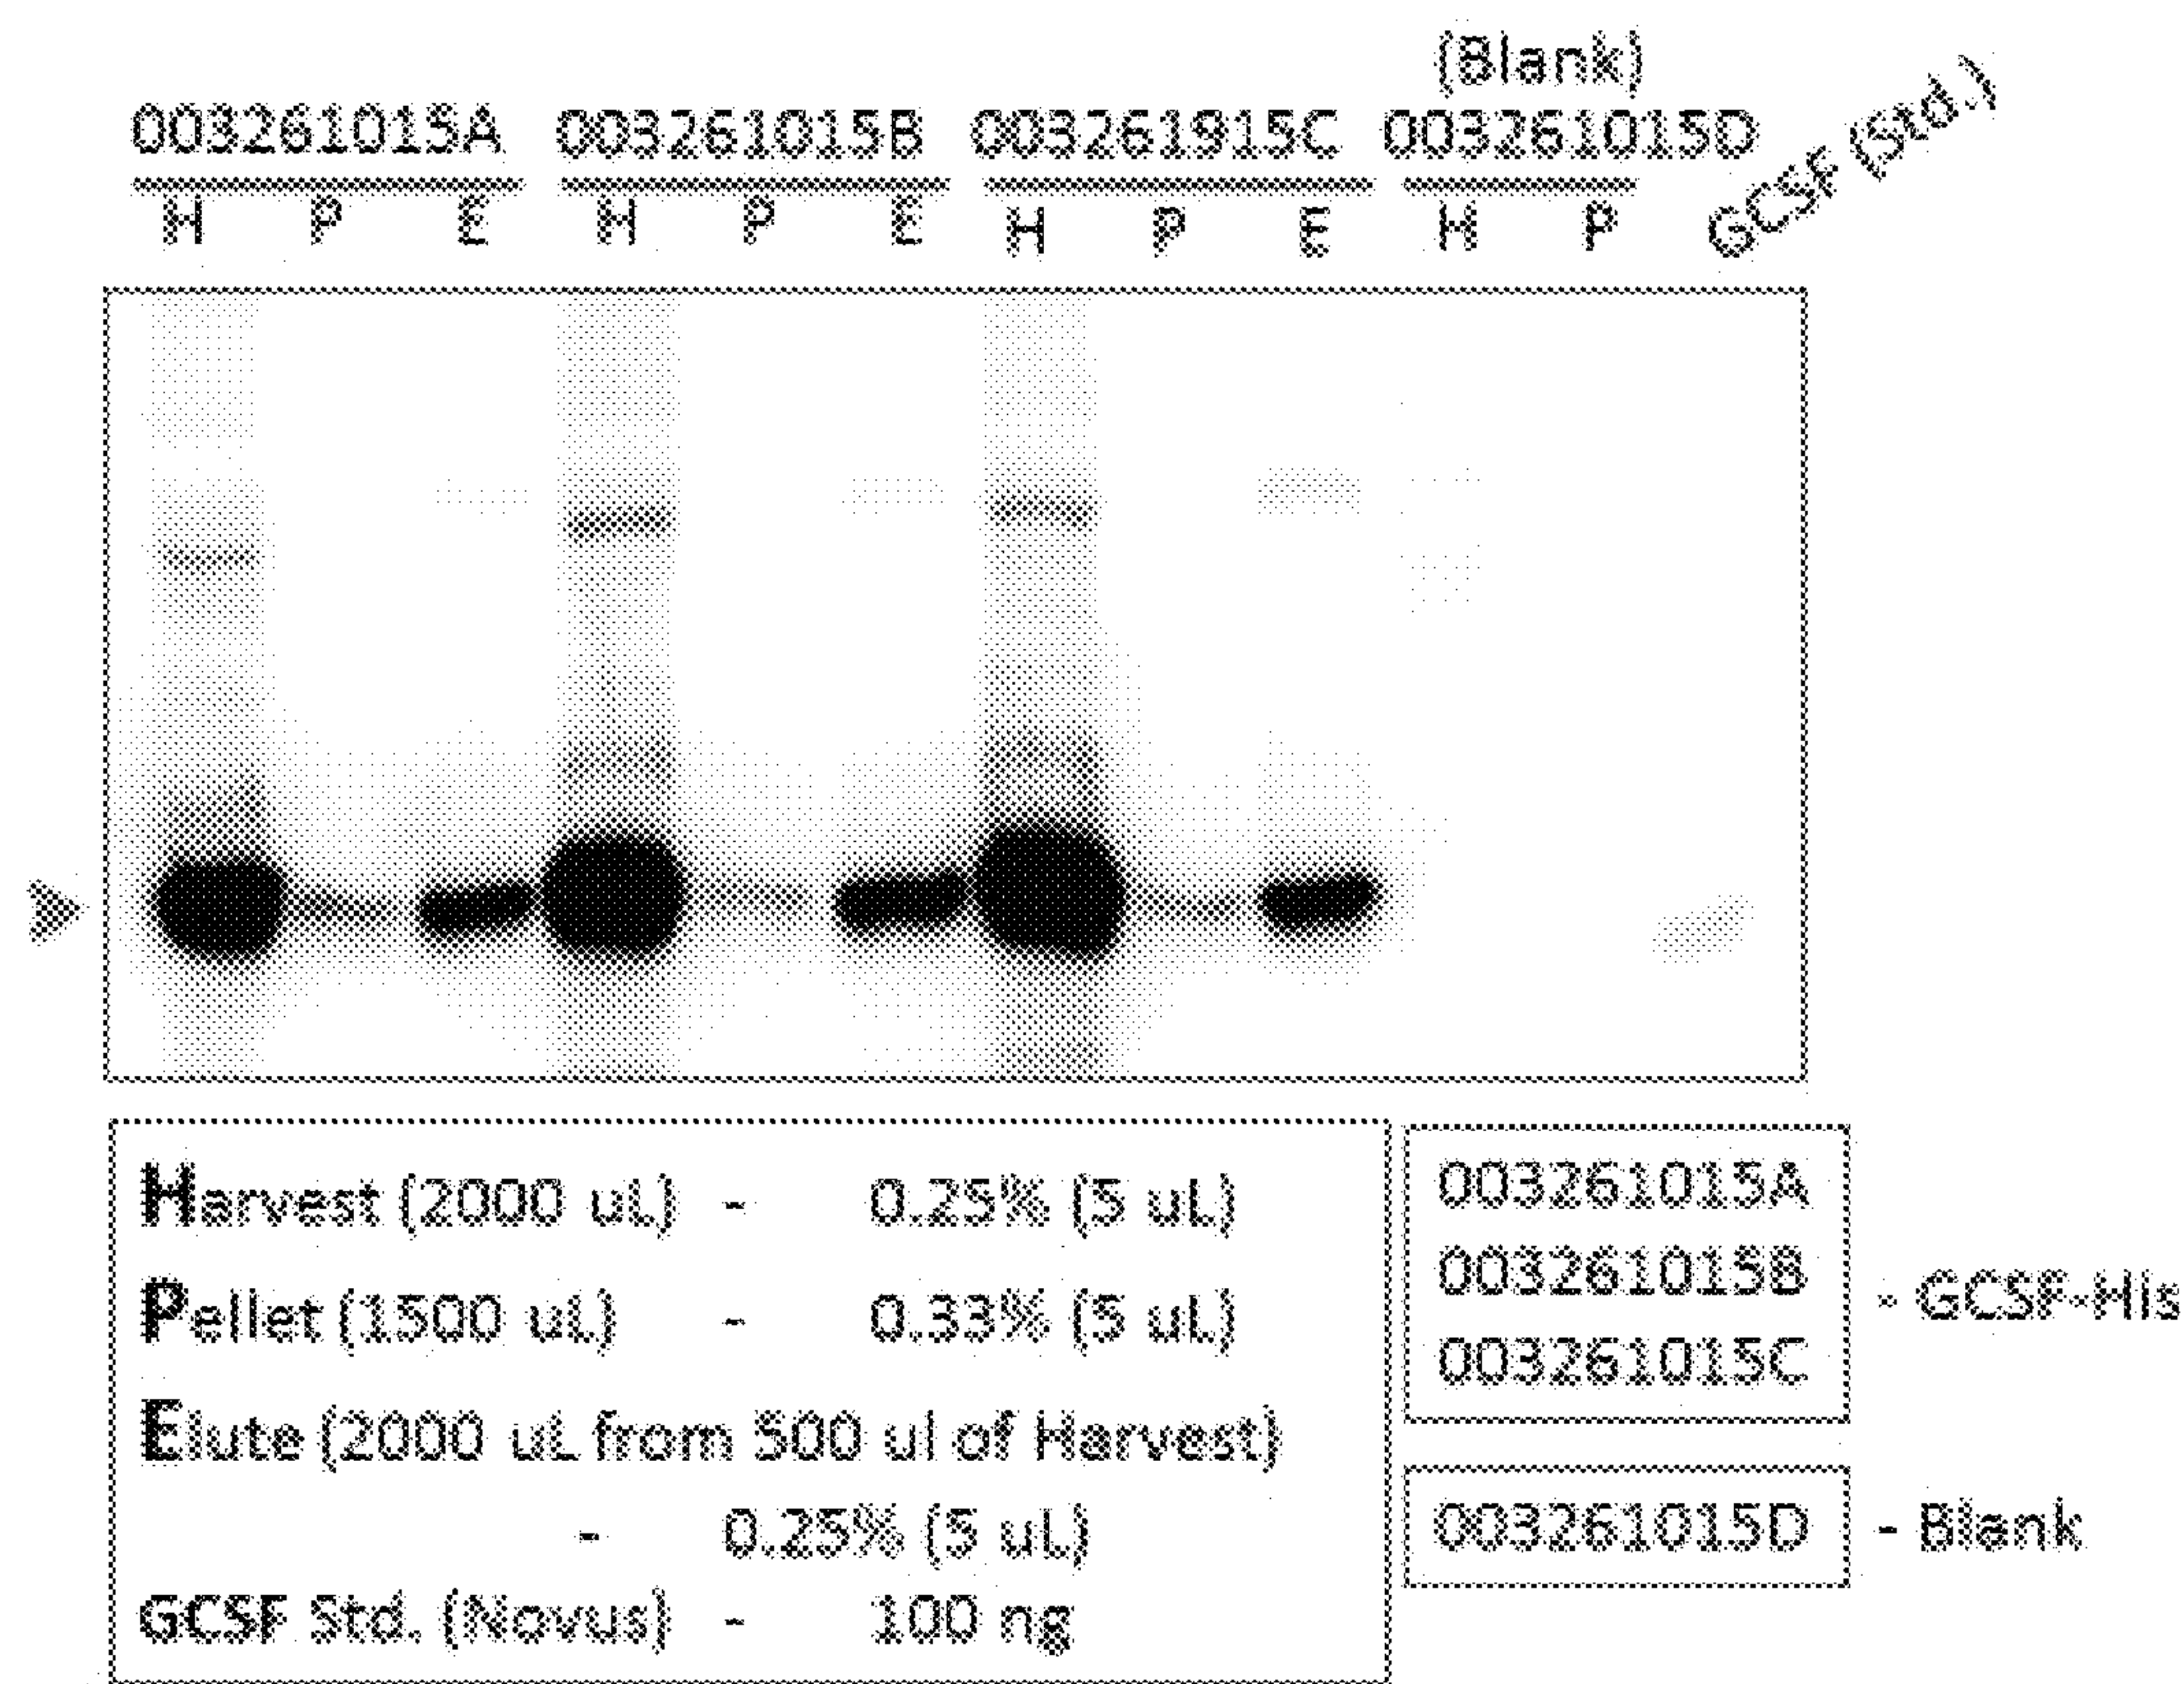 (Blank)
003261015A 003261015B 003261915C 003261015D GCSF (Std.)
H P E H P E H P E H P
Harvest (2000 uL) - 0.25% (5 uL)
Pellet (1500 uL) - 0.33% (5 uL)
Elute (2000 uL from 500 ul of Harvest)
- 0.25% (5 uL)
GCSF Std. (Novus) - 100 ng
003261015A
003261015B
003261015C
- GCSF-His
003261015D - Blank